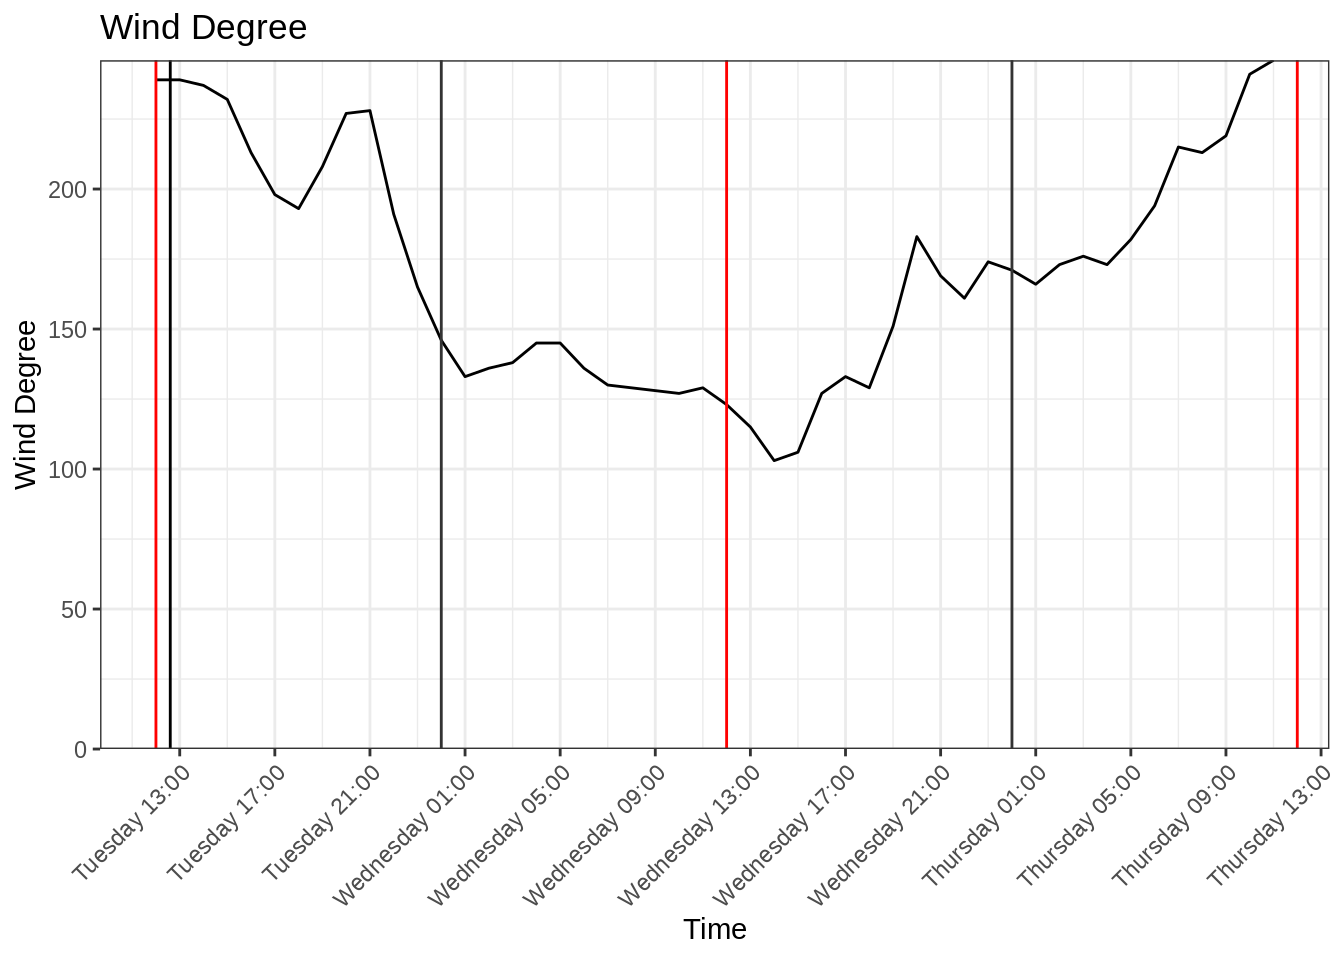 Wind Degree
Wind Degree
200
150
100
50
0
Tuesday 13:00
Tuesday 17:00
Tuesday 21:00
Wednesday 01:00
Wednesday 05:00
Wednesday 09:00
Wednesday 13:00
Wednesday 17:00
Wednesday 21:00
Thursday 01:00
Thursday 05:00
Thursday 09:00
Thursday 13:00
Time